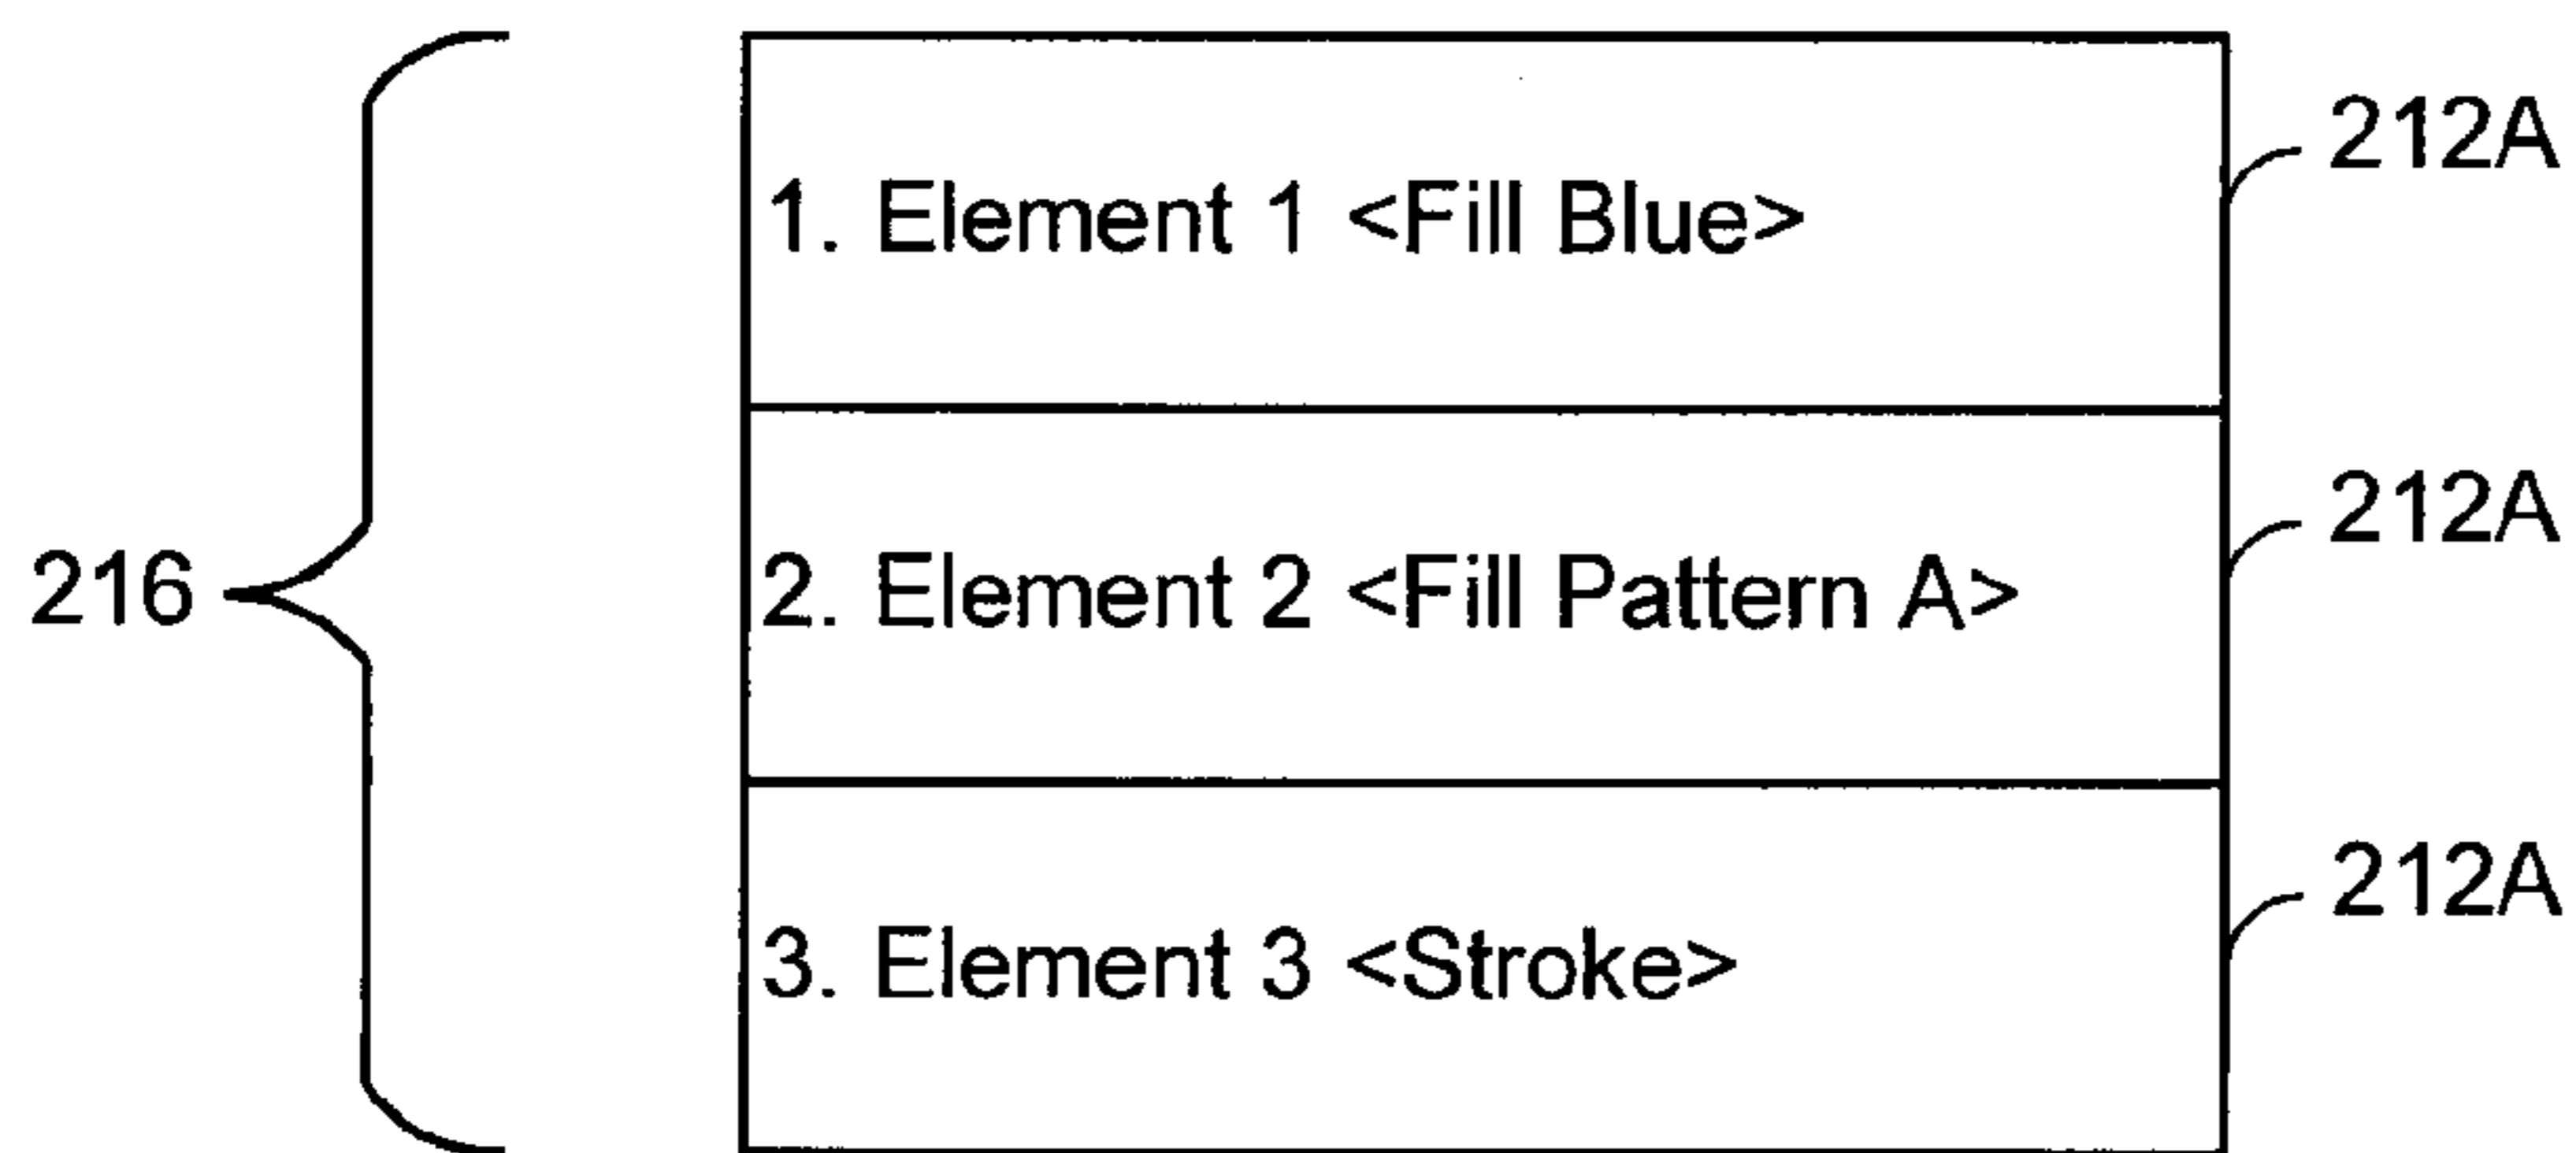 212A
1. Element 1 <Fill Blue>
212A
216
2. Element 2 <Fill Pattern A>
212A
3. Element 3 <Stroke>